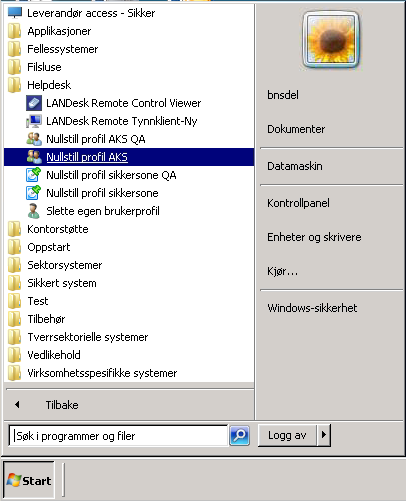 Leverandør access - Sikker
Applikasjoner
Fellessystemer
Filsluse
Helpdesk
LANDesk Remote Control Viewer
LANDesk Remote Tynnklient-Ny
Nullstill profil AKS QA
Nullstill profil AKS
Nullstill profil sikkersone QA
Nullstill profil sikkersone
Slette egen brukerprofil
Kontorstøtte
Oppstart
Sektorsystemer
Sikkert system
Test
Tilbehør
Tverrsektorielle systemer
Vedlikehold
Virksomhetsspesifikke systemer
Tilbake
Søk i programmer og filer
bnsdel
Dokumenter
Datamaskin
Kontrollpanel
Enheter og skrivere
Kjør...
Windows-sikkerhet
Logg av
Start